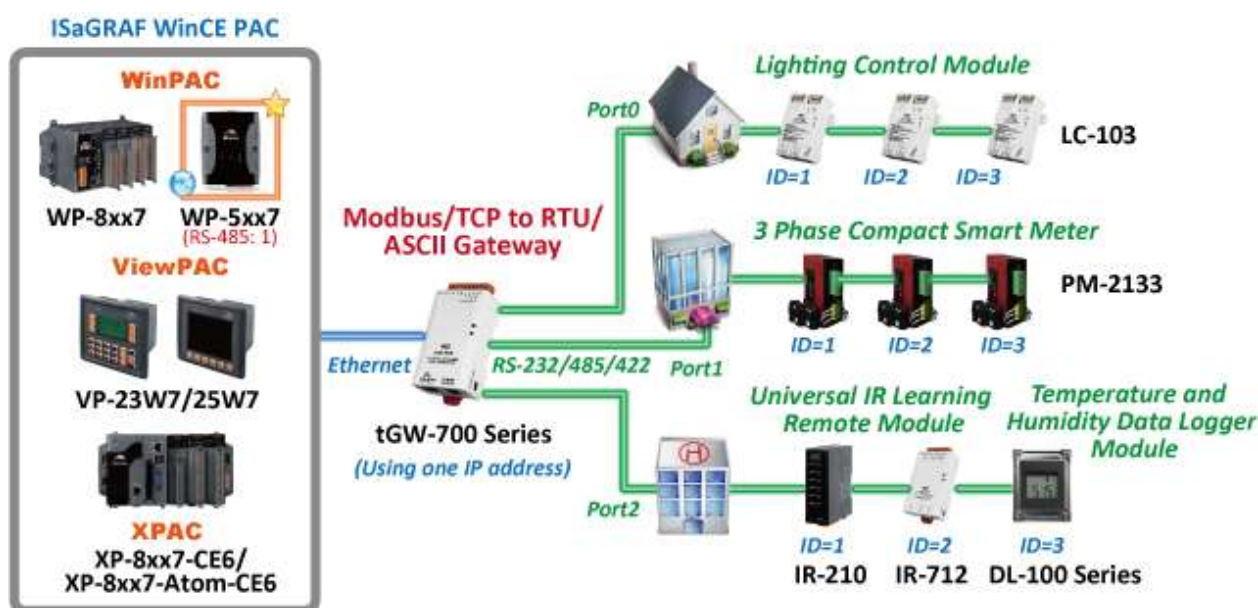 ISaGRAF WinCE PAC
WinPAC
WP-8xx7
WP-5xx7
(RS-485: 1)
ViewPAC
VP-23W7/25W7
XPAC
XP-8xx7-CE6/
XP-8xx7-Atom-CE6
Modbus/TCP to RTU/
ASCII Gateway
Ethernet
RS-232/485/422
tGW-700 Series
(Using one IP address)
Port0
Lighting Control Module
LC-103
ID=1
ID=2
ID=3
Port1
3 Phase Compact Smart Meter
PM-2133
ID=1
ID=2
ID=3
Port2
H
Universal IR Learning
Remote Module
Temperature and
Humidity Data Logger
Module
ID=1
ID=2
ID=3
IR-210
IR-712
DL-100 Series